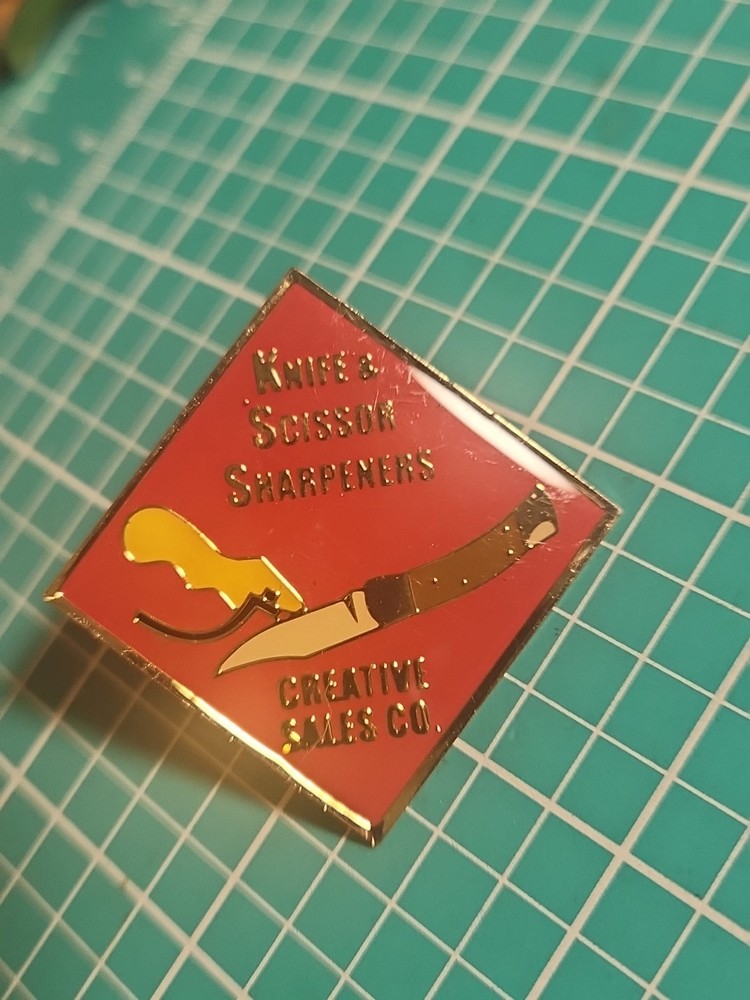 KNIFE &
SCISSOR
SHARPENERS
CREATIVE
SALES CO.